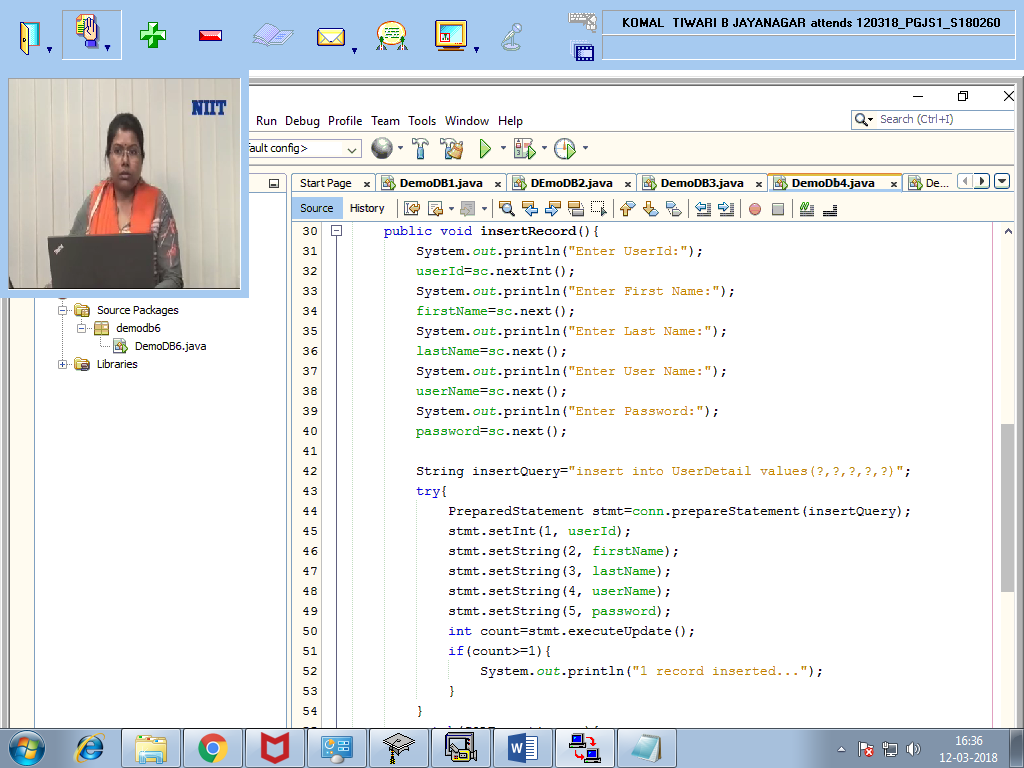 KOMAL TIWARI B JAYANAGAR attends 120318_PGJS1_S180260
NIIT
Run Debug Profile Team Tools Window Help
Search (Ctrl+I)
fault config>
Start Page DemoDB1.java DEmoDB2.java DemoDB3.java DemoDb4.java De...
Source History
Source Packages
demodb6
DemoDB6.java
Libraries
30 public void insertRecord(){
31 System.out.println("Enter UserId:");
32 userId=sc.nextInt();
33 System.out.println("Enter First Name:");
34 firstName=sc.next();
35 System.out.println("Enter Last Name:");
36 lastName=sc.next();
37 System.out.println("Enter User Name:");
38 userName=sc.next();
39 System.out.println("Enter Password:");
40 password=sc.next();
41
42 String insertQuery="insert into UserDetail values(?,?,?,?,?)";
43 try{
44 PreparedStatement stmt=conn.prepareStatement(insertQuery);
45 stmt.setInt(1, userId);
46 stmt.setString(2, firstName);
47 stmt.setString(3, lastName);
48 stmt.setString(4, userName);
49 stmt.setString(5, password);
50 int count=stmt.executeUpdate();
51 if(count>=1){
52 System.out.println("1 record inserted...");
53 }
54 }
16:36
12-03-2018